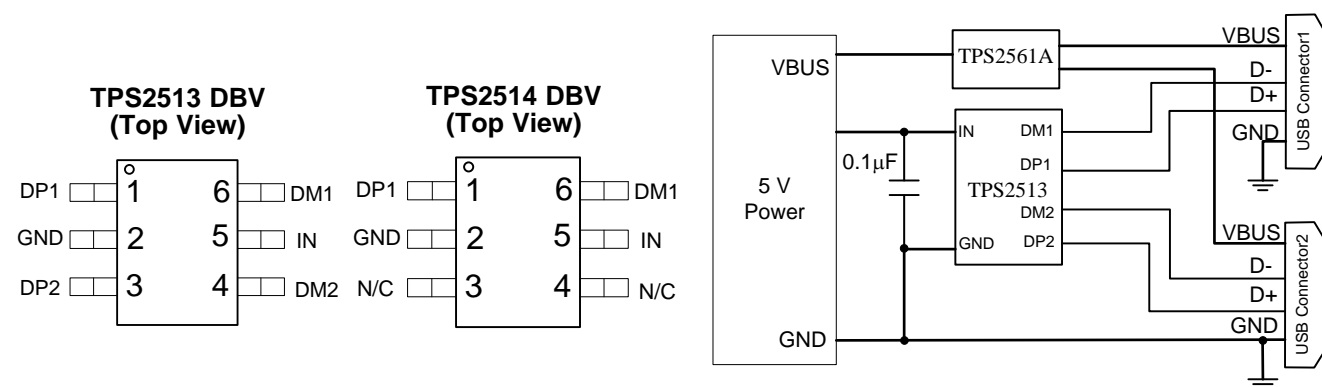 TPS2513 DBV
(Top View)
DP1
1
6
DM1
GND
2
5
IN
DP2
3
4
DM2
TPS2514 DBV
(Top View)
DP1
1
6
DM1
GND
2
5
IN
N/C
3
4
N/C
VBUS
5 V
Power
GND
0.1μF
TPS2561A
IN
DM1
DP1
TPS2513
DM2
GND
DP2
VBUS
D-
D+
GND
USB Connector1
VBUS
D-
D+
GND
USB Connector2